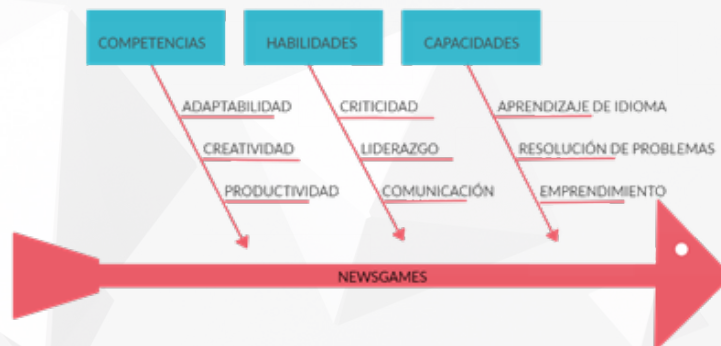 COMPETENCIAS
HABILIDADES
CAPACIDADES
ADAPTABILIDAD
CREATIVIDAD
PRODUCTIVIDAD
CRITICIDAD
LIDERAZGO
COMUNICACIÓN
APRENDIZAJE DE IDIOMA
RESOLUCIÓN DE PROBLEMAS
EMPRENDIMIENTO
NEWSGAMES